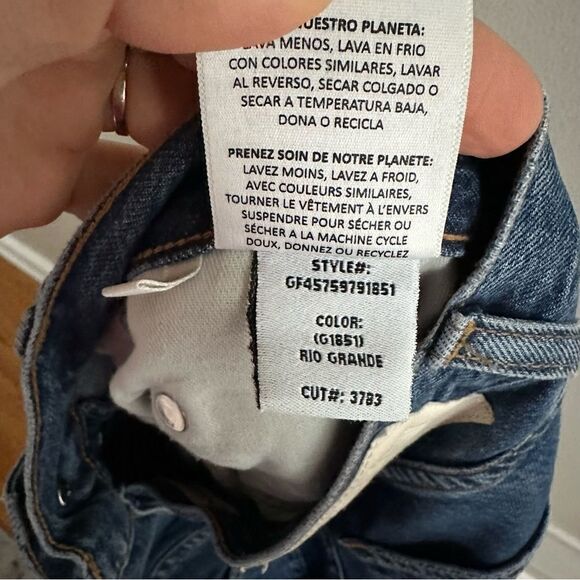 UESTRO PLANETA:
LAVA MENOS, LAVA EN FRIO
CON COLORES SIMILARES, LAVAR
AL REVERSO, SECAR COLGADO O
SECAR A TEMPERATURA BAJA,
DONA O RECICLA
PRENEZ SOIN DE NOTRE PLANETE:
LAVEZ MOINS, LAVEZ A FROID,
AVEC COULEURS SIMILAIRES,
TOURNER LE VÊTEMENT À L'ENVERS
SUSPENDRE POUR SÉCHER OU
SÉCHER A LA MACHINE CYCLE
DOUX, DONNEZ OU RECYCLEZ
STYLE#:
GF45759791851
COLOR:
(G1851)
RIO GRANDE
CUT#: 3783